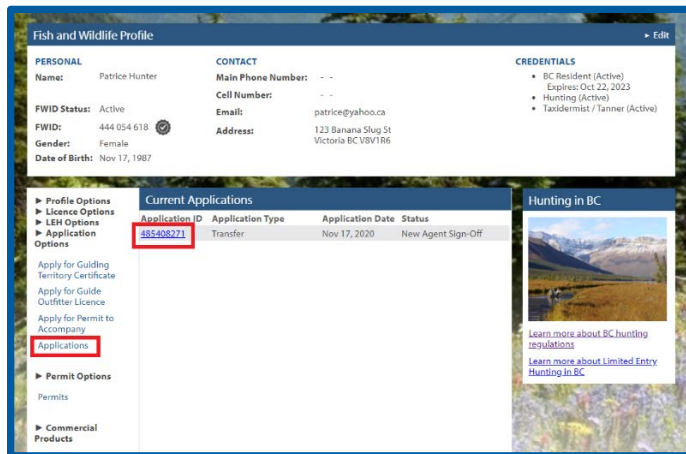 Fish and Wildlife Profile
► Edit
PERSONAL
Name: Patrice Hunter
FWID Status: Active
FWID: 444 054 618
Gender: Female
Date of Birth: Nov 17, 1987
CONTACT
Main Phone Number: - -
Cell Number: - -
Email: patrice@yahoo.ca
Address: 123 Banana Slug St
Victoria BC V8V1R6
CREDENTIALS
• BC Resident (Active)
Expires: Oct 22, 2023
• Hunting (Active)
• Taxidermist / Tanner (Active)
► Profile Options
► Licence Options
► LEH Options
► Application
Options
Apply for Guiding
Territory Certificate
Apply for Guide
Outfitter Licence
Apply for Permit to
Accompany
Applications
► Permit Options
Permits
► Commercial
Products
Current Applications
Application ID Application Type Application Date Status
485408271 Transfer Nov 17, 2020 New Agent Sign-Off
Hunting in BC
Learn more about BC hunting
regulations
Learn more about Limited Entry
Hunting in BC